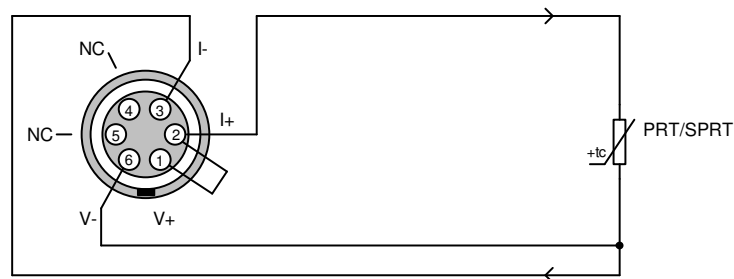 NC
I-
4
3
I+
NC
5
2
PRT/SPRT
+tc
6
1
V-
V+